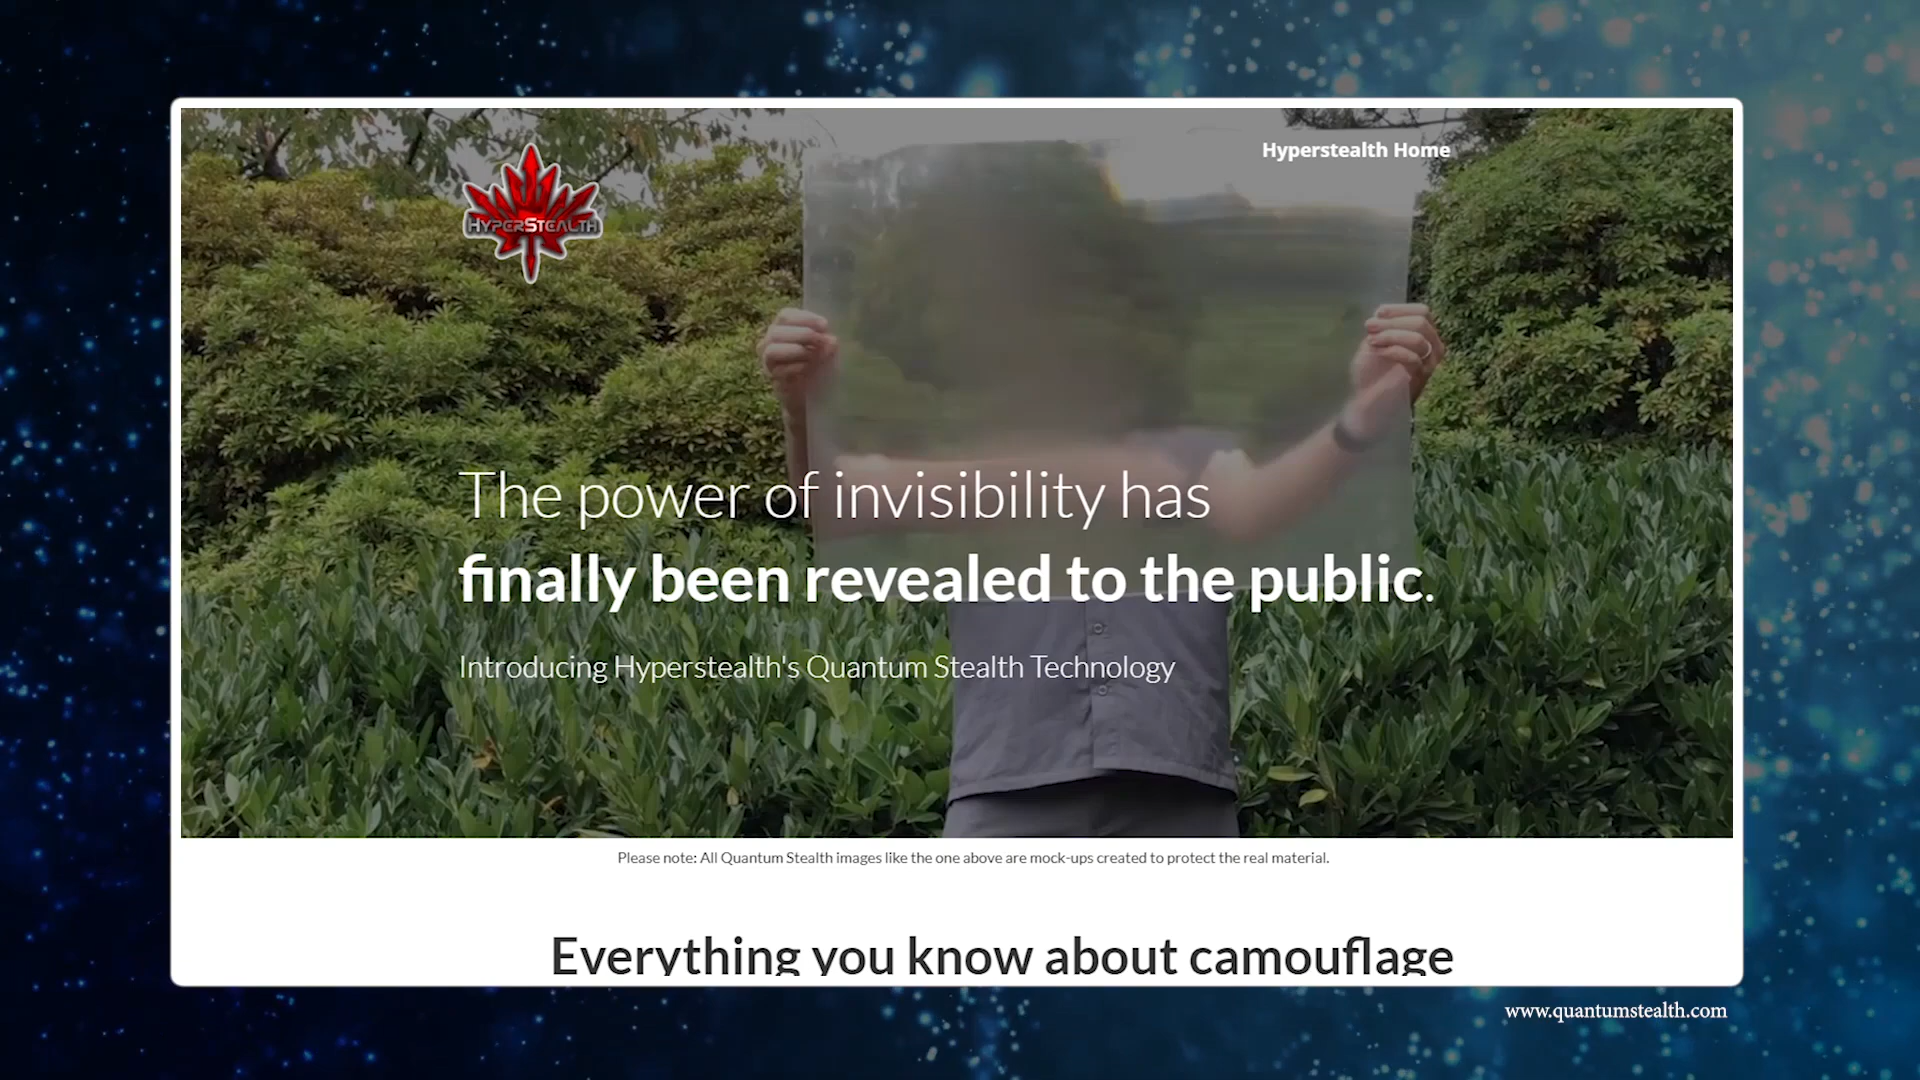 Hyperstealth Home
HYPERSTEALTH
The power of invisibility has
finally been revealed to the public.
Introducing Hyperstealth's Quantum Stealth Technology
Please note: All Quantum Stealth images like the one above are mock-ups created to protect the real material.
Everything you know about camouflage
www.quantumstealth.com